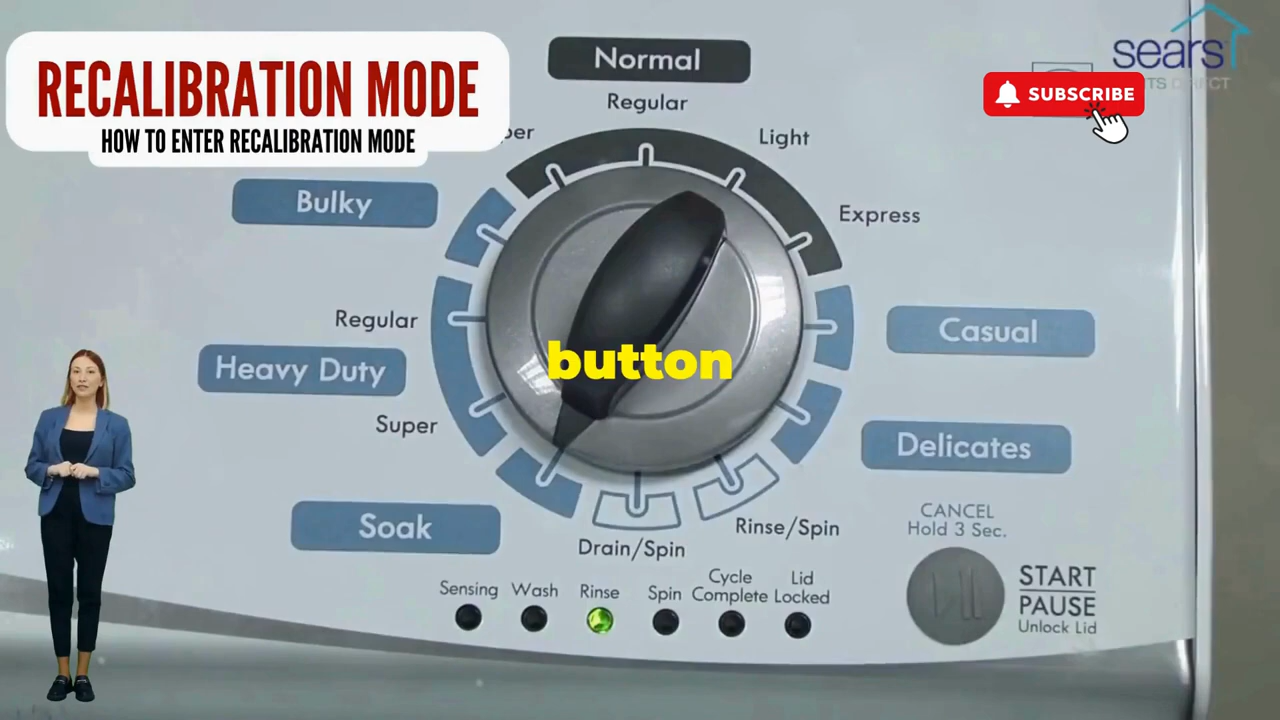 sears
RECALIBRATION MODE
HOW TO ENTER RECALIBRATION MODE
SUBSCRIBE
DIRECT
Normal
Regular
Light
Bulky
Express
Regular
Casual
Heavy Duty
button
Super
Delicates
Soak
Rinse/Spin
Drain/Spin
CANCEL
Hold 3 Sec.
Sensing
Wash
Rinse
Spin
Cycle
Complete
Lid
Locked
START
PAUSE
Unlock Lid